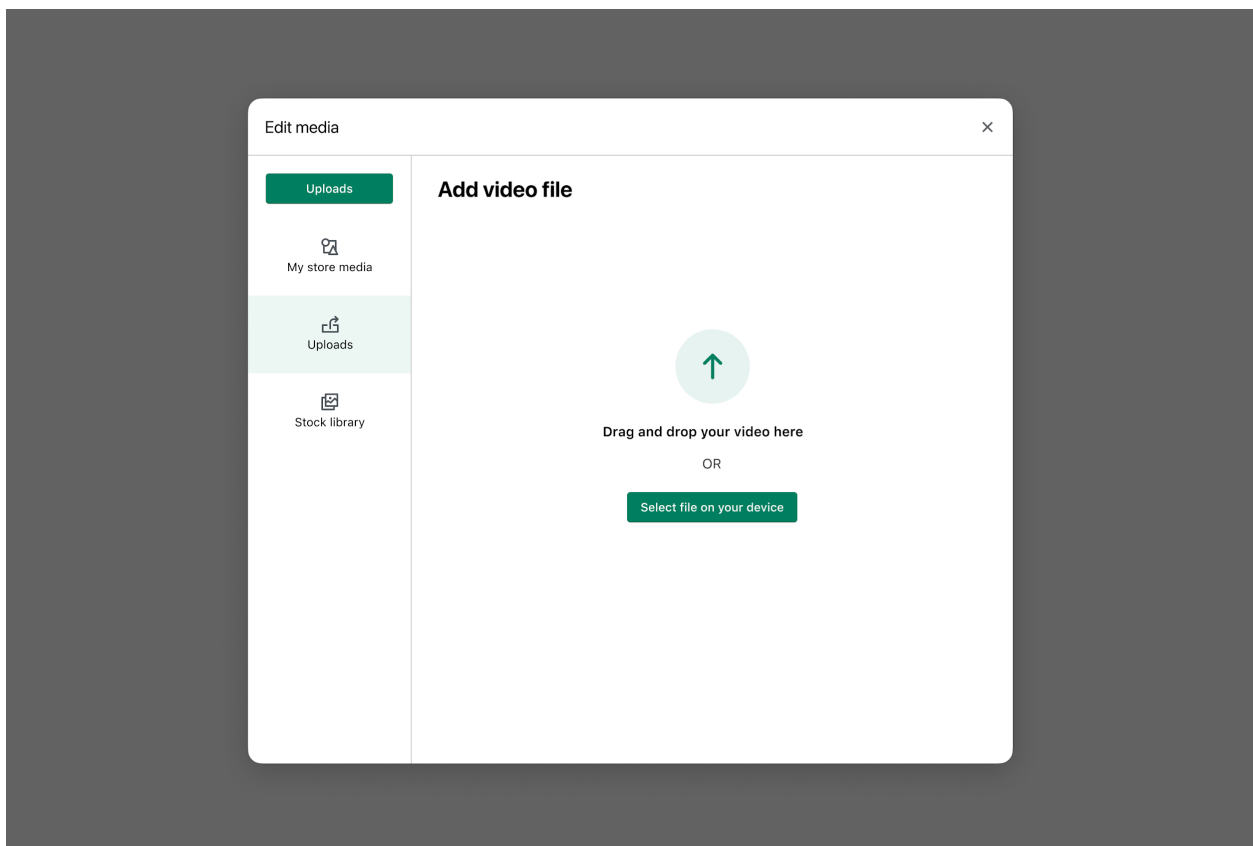 Edit media
Uploads
My store media
Uploads
Stock library
Add video file
Drag and drop your video here
OR
Select file on your device